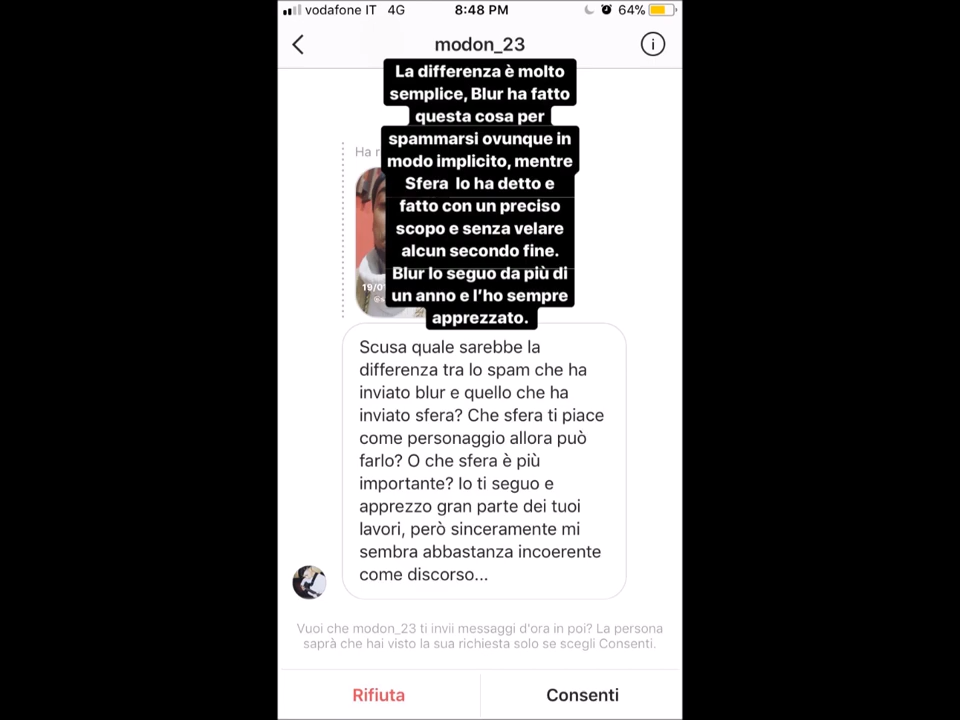 vodafone IT 4G 8:48 PM 64%
modon_23
La differenza è molto
semplice, Blur ha fatto
questa cosa per
spammarsi ovunque in
modo implicito, mentre
Sfera lo ha detto e
fatto con un preciso
scopo e senza velare
alcun secondo fine.
Blur lo seguo da più di
un anno e l'ho sempre
apprezzato.
Ha
19/0
Scusa quale sarebbe la
differenza tra lo spam che ha
inviato blur e quello che ha
inviato sfera? Che sfera ti piace
come personaggio allora può
farlo? O che sfera è più
importante? Io ti seguo e
apprezzo gran parte dei tuoi
lavori, però sinceramente mi
sembra abbastanza incoerente
come discorso...
Vuoi che modon_23 ti invii messaggi d'ora in poi? La persona
saprà che hai visto la sua richiesta solo se scegli Consenti.
Rifiuta Consenti